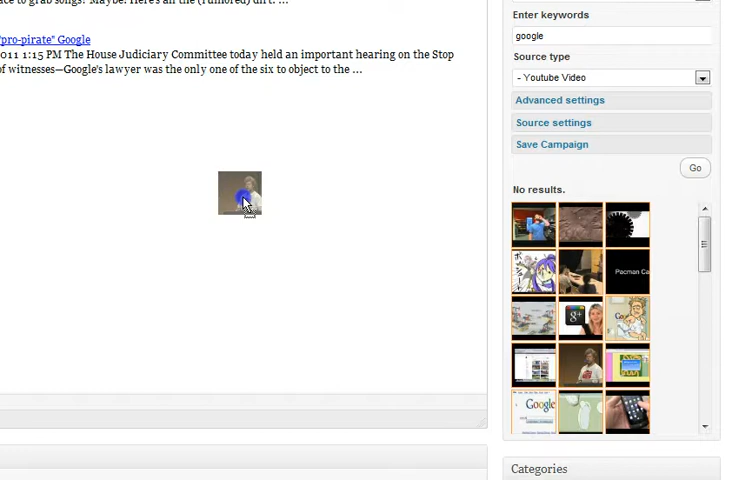 ace to grab songs? Maybe. Here's all the (rumored) dirt. ...
"pro-pirate" Google
011 1:15 PM The House Judiciary Committee today held an important hearing on the Stop
of witnesses—Google's lawyer was the only one of the six to object to the ...
Enter keywords
google
Source type
- Youtube Video
Advanced settings
Source settings
Save Campaign
Go
No results.
Pacman Ca
g+
Google
Categories